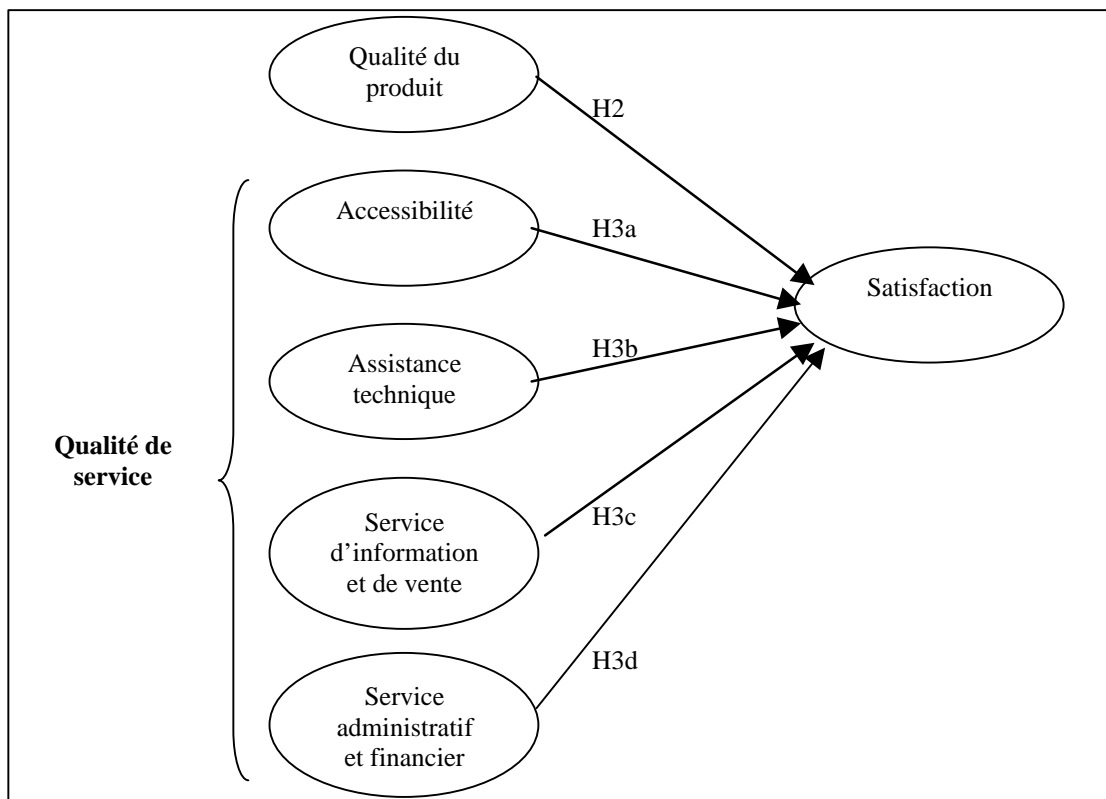 Qualité du
produit
H2
Accessibilité
H3a
Satisfaction
Assistance
technique
H3b
Qualité de
service
Service
d’information
et de vente
H3c
Service
administratif
et financier
H3d